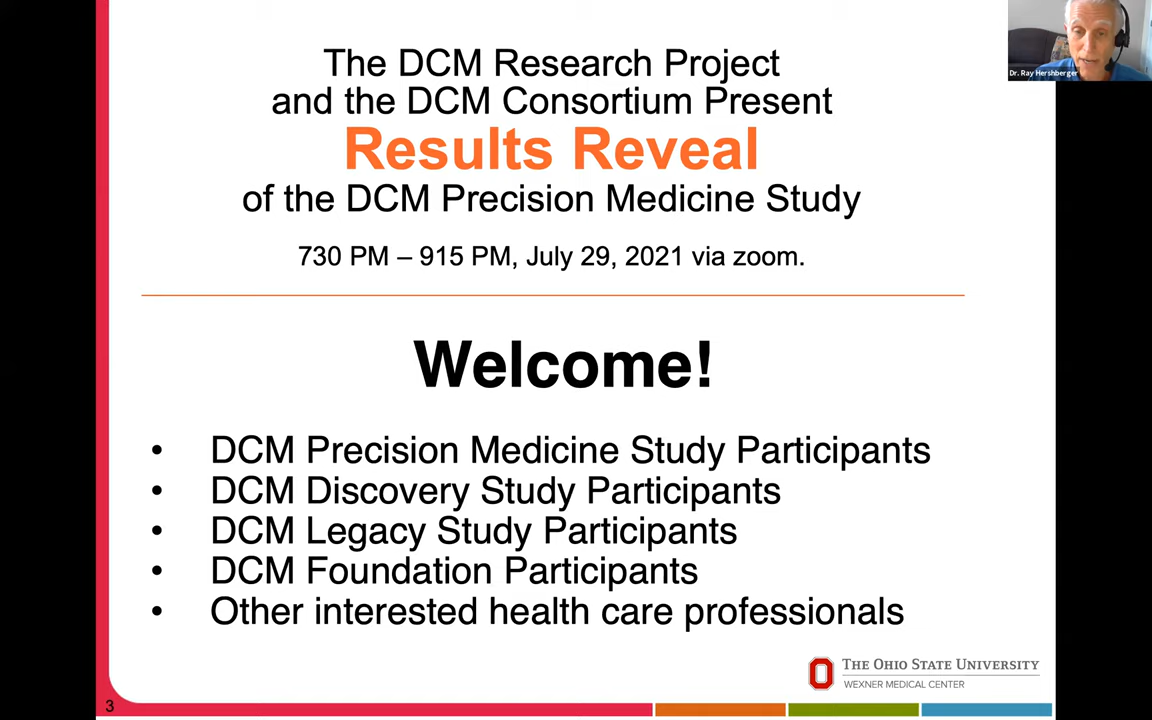 The DCM Research Project
and the DCM Consortium Present
Results Reveal
of the DCM Precision Medicine Study
730 PM – 915 PM, July 29, 2021 via zoom.
Welcome!
• DCM Precision Medicine Study Participants
• DCM Discovery Study Participants
• DCM Legacy Study Participants
• DCM Foundation Participants
• Other interested health care professionals
THE OHIO STATE UNIVERSITY
WEXNER MEDICAL CENTER
3
Dr. Ray Hershberger